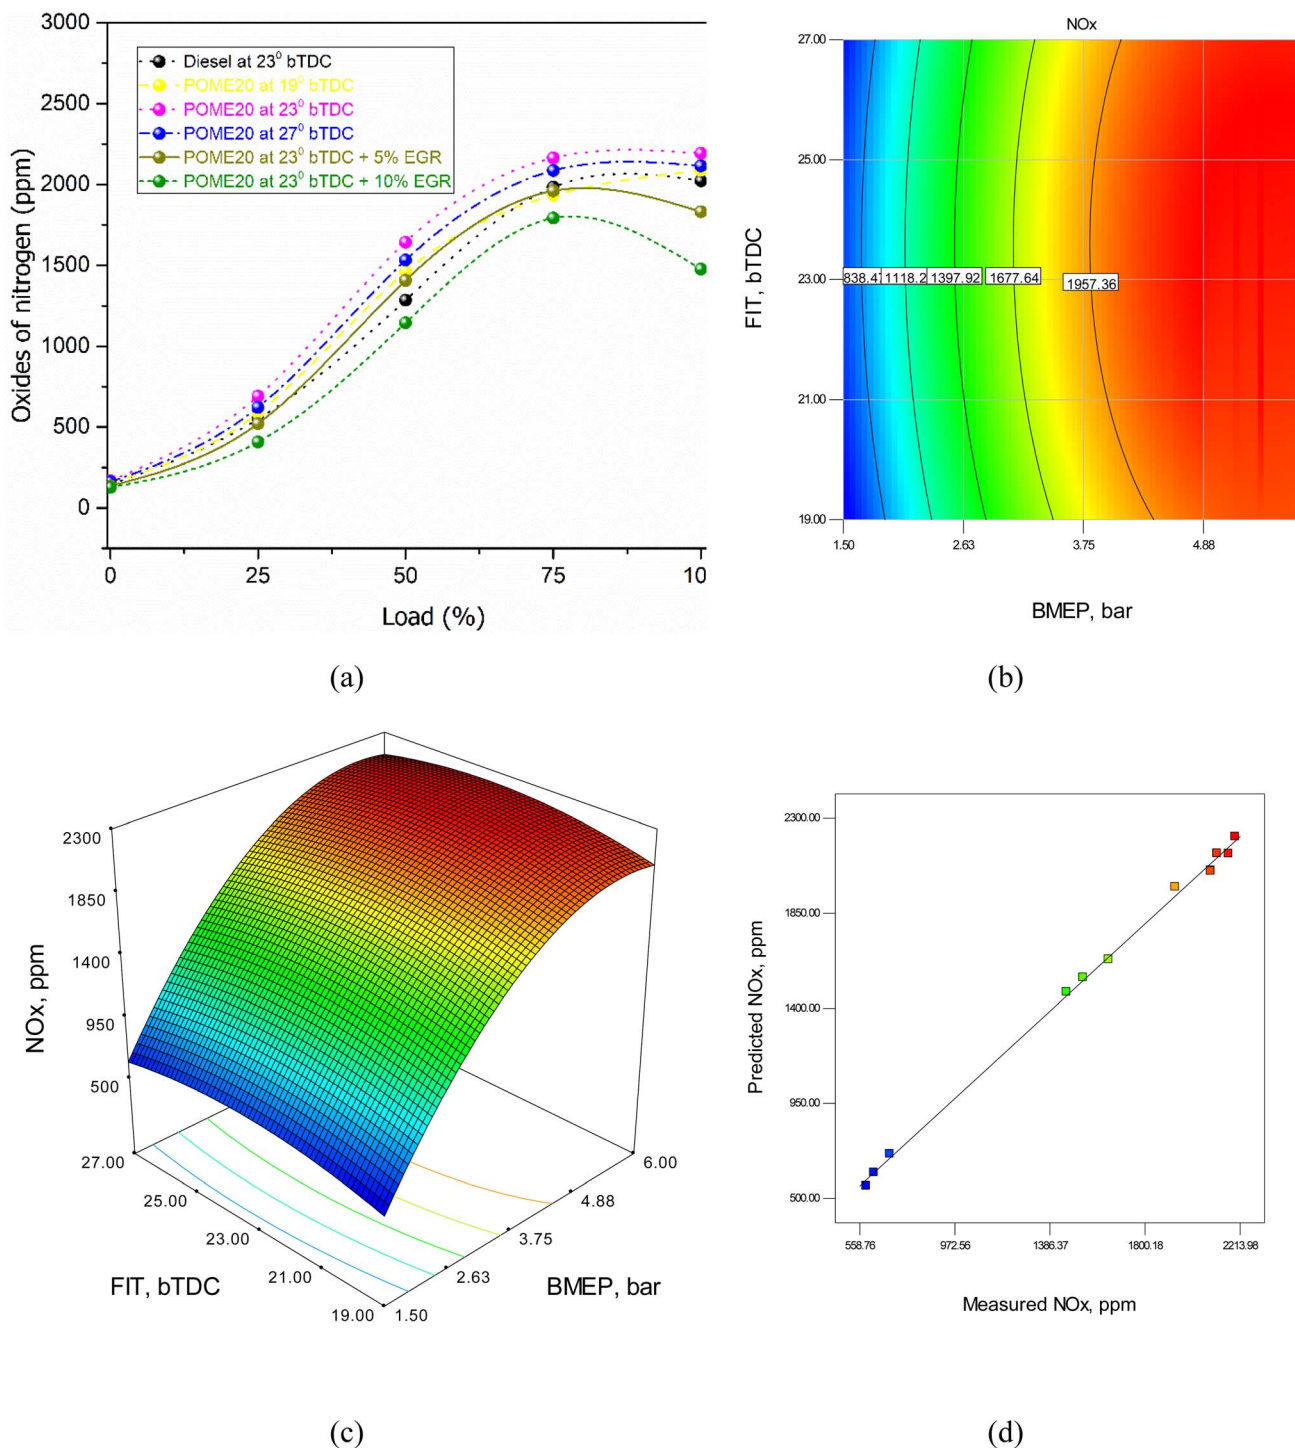 3000
2500
2000
1500
1000
500
0
Oxides of nitrogen (ppm)
Diesel at 23⁰ bTDC
POME20 at 19⁰ bTDC
POME20 at 23⁰ bTDC
POME20 at 27⁰ bTDC
POME20 at 23⁰ bTDC + 5% EGR
POME20 at 23⁰ bTDC + 10% EGR
0 25 50 75 10
Load (%)
(a)
NOx
27.00
25.00
23.00
21.00
19.00
FIT, bTDC
838.4 1118.2 1397.92 1677.64 1957.36
1.50 2.63 3.75 4.88
BMEP, bar
(b)
2300
1850
1400
950
500
NOx, ppm
27.00
25.00
23.00
21.00
19.00
FIT, bTDC
6.00
4.88
3.75
2.63
1.50
BMEP, bar
(c)
2300.00
1850.00
1400.00
950.00
500.00
Predicted NOx, ppm
558.76 972.56 1386.37 1800.18 2213.98
Measured NOx, ppm
(d)